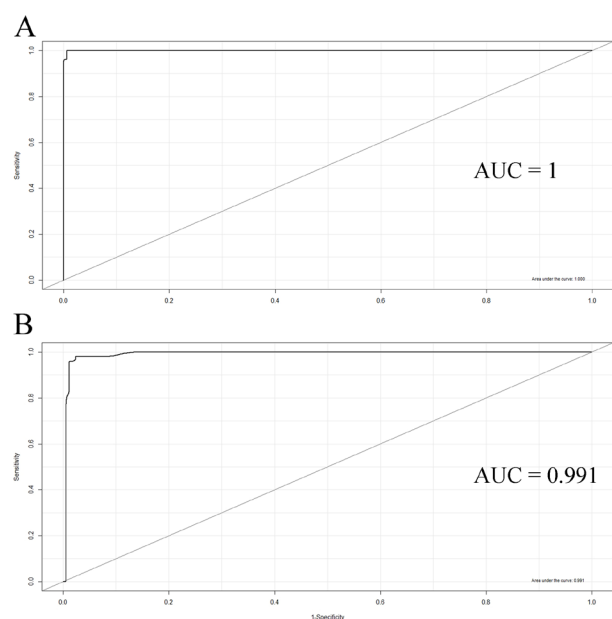 A
1.0
0.8
0.6
0.4
0.2
0.0
Sensitivity
AUC = 1
Area under the curve: 1.000
0.0 0.2 0.4 0.6 0.8 1.0
B
1.0
0.8
0.6
0.4
0.2
0.0
Sensitivity
AUC = 0.991
Area under the curve: 0.991
0.0 0.2 0.4 0.6 0.8 1.0
1-Specificity